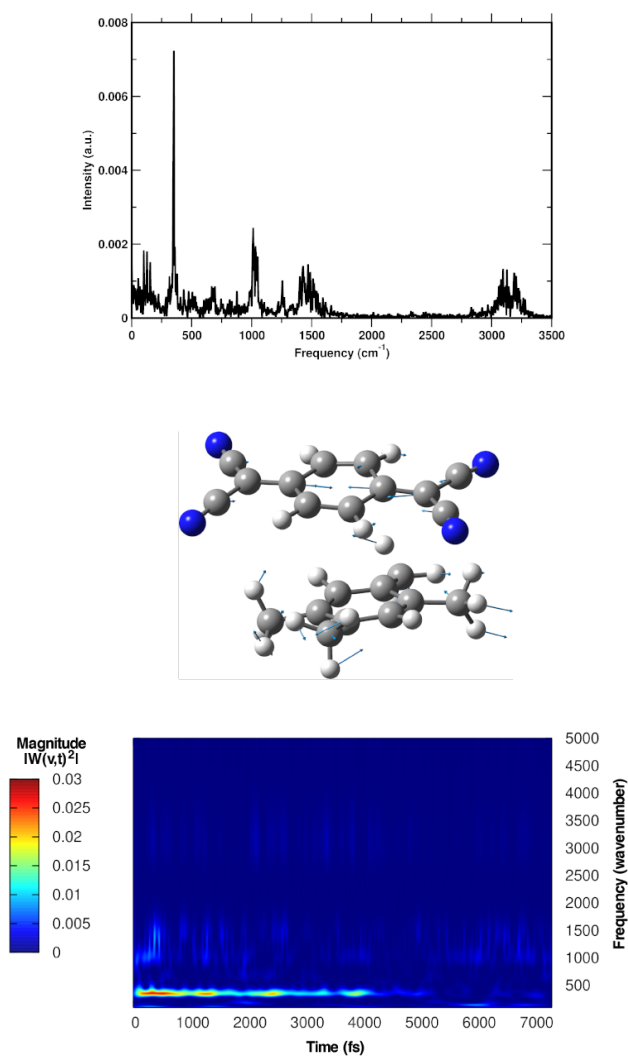 0.008
0.006
0.004
0.002
0
Intensity (a.u.)
0 500 1000 1500 2000 2500 3000 3500
Frequency (cm⁻¹)
Magnitude
|W(v,t)²|
0.03
0.025
0.02
0.015
0.01
0.005
0
5000
4500
4000
3500
3000
2500
2000
1500
1000
500
Frequency (wavenumber)
0 1000 2000 3000 4000 5000 6000 7000
Time (fs)